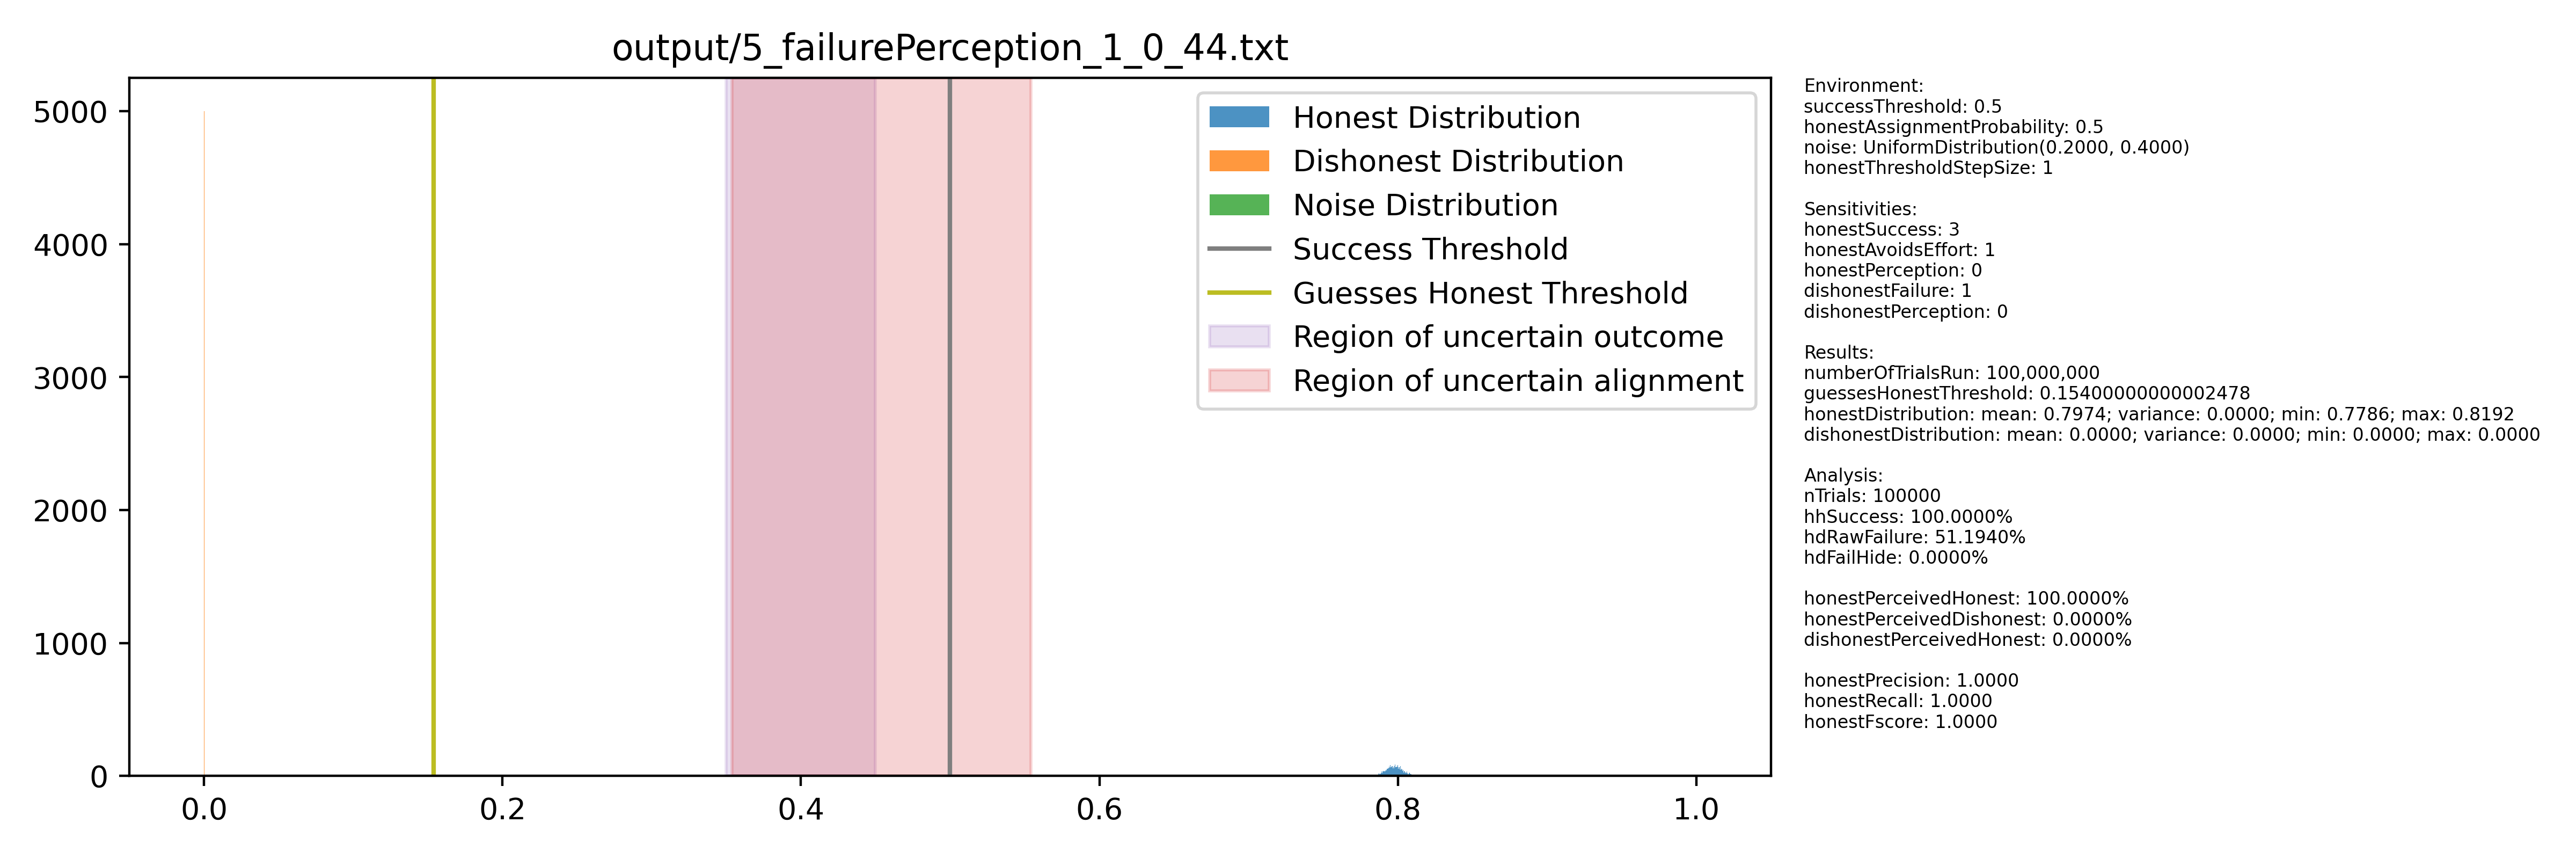 output/5_failurePerception_1_0_44.txt
5000
4000
3000
2000
1000
0
0.0
0.2
0.4
0.6
0.8
1.0
Honest Distribution
Dishonest Distribution
Noise Distribution
Success Threshold
Guesses Honest Threshold
Region of uncertain outcome
Region of uncertain alignment
Environment:
successThreshold: 0.5
honestAssignmentProbability: 0.5
noise: UniformDistribution(0.2000, 0.4000)
honestThresholdStepSize: 1
Sensitivities:
honestSuccess: 3
honestAvoidsEffort: 1
honestPerception: 0
dishonestFailure: 1
dishonestPerception: 0
Results:
numberOfTrialsRun: 100,000,000
guessesHonestThreshold: 0.15400000000002478
honestDistribution: mean: 0.7974; variance: 0.0000; min: 0.7786; max: 0.8192
dishonestDistribution: mean: 0.0000; variance: 0.0000; min: 0.0000; max: 0.0000
Analysis:
nTrials: 100000
hhSuccess: 100.0000%
hdRawFailure: 51.1940%
hdFailHide: 0.0000%
honestPerceivedHonest: 100.0000%
honestPerceivedDishonest: 0.0000%
dishonestPerceivedHonest: 0.0000%
honestPrecision: 1.0000
honestRecall: 1.0000
honestFscore: 1.0000